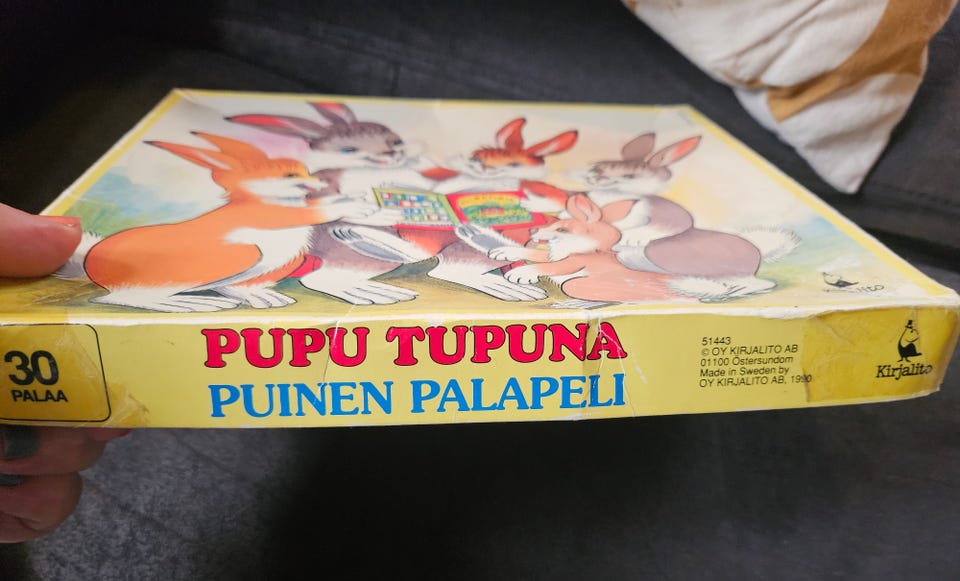 30
PALAA
PUPU TUPUNA
PUINEN PALAPELI
51443
© OY KIRJALITO AB
01100 Östersundom
Made in Sweden by
OY KIRJALITO AB, 1990
Kirjalito